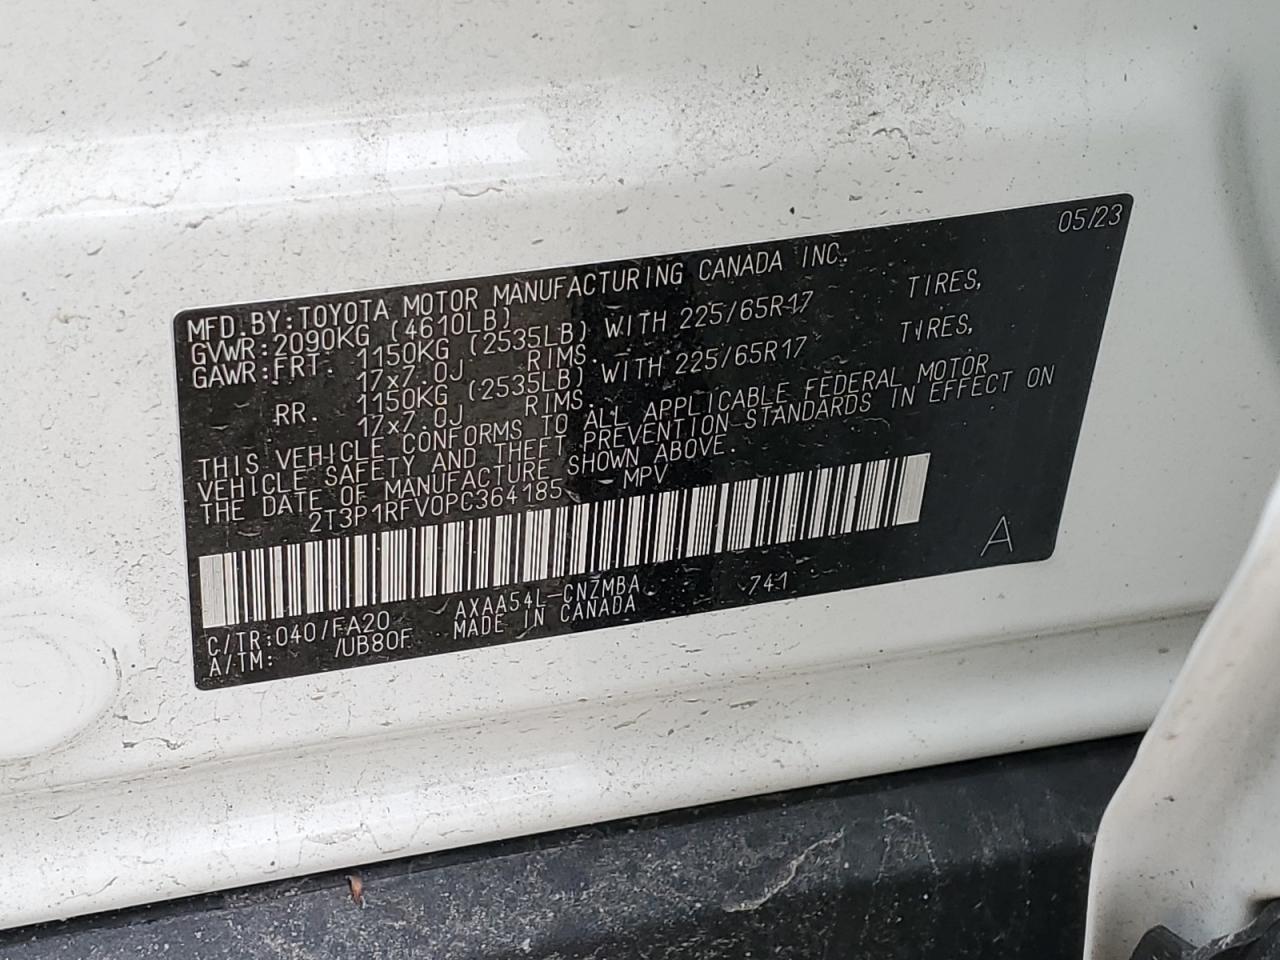 05/23
MFD.BY:TOYOTA MOTOR MANUFACTURING CANADA INC.
GVWR:2090KG (4610LB)
GAWR:FRT. 1150KG (2535LB) WITH 225/65R17 TIRES,
17x7.0J RIMS.
RR. 1150KG (2535LB) WITH 225/65R17 TIRES,
17x7.0J RIMS.
THIS VEHICLE CONFORMS TO ALL APPLICABLE FEDERAL MOTOR
VEHICLE SAFETY AND THEFT PREVENTION STANDARDS IN EFFECT ON
THE DATE OF MANUFACTURE SHOWN ABOVE.
2T3P1RFV0PC364185 MPV
A
C/TR:040/FA20 AXAA54L-CNZMBA 741
A/TM: /UB80F MADE IN CANADA